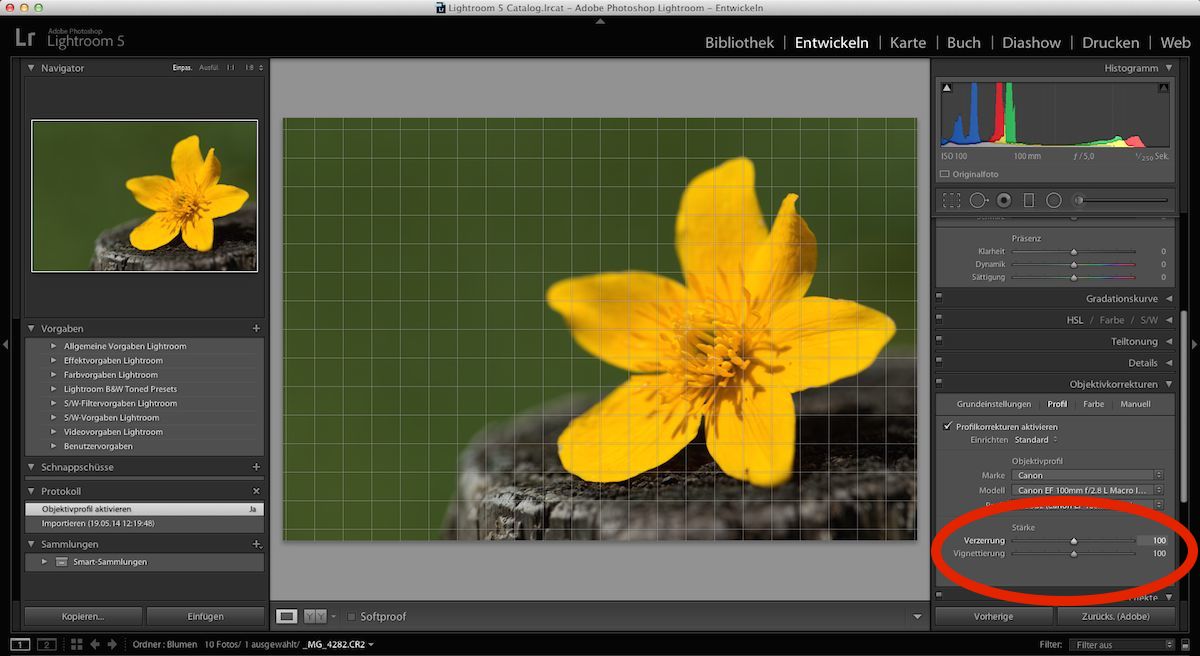 Lightroom 5 Catalog.lrcat – Adobe Photoshop Lightroom – Entwickeln
Lr Adobe Photoshop
Lightroom 5
Bibliothek | Entwickeln | Karte | Buch | Diashow | Drucken | Web
Navigator Einpas. Ausfül. 1:1 1:8
Vorgaben +
Allgemeine Vorgaben Lightroom
Effektvorgaben Lightroom
Farbvorgaben Lightroom
Lightroom B&W Toned Presets
S/W-Filtervorgaben Lightroom
S/W-Vorgaben Lightroom
Videovorgaben Lightroom
Benutzervorgaben
Schnappschüsse +
Protokoll ×
Objektivprofil aktivieren Ja
Importieren (19.05.14 12:19:48)
Sammlungen +
Smart-Sammlungen
Kopieren... Einfügen
YY Softproof
Histogramm
ISO 100 100 mm ƒ / 5,0 1/250 Sek.
Originalfoto
Präsenz
Klarheit 0
Dynamik 0
Sättigung 0
Gradationskurve
HSL / Farbe / S/W
Teiltonung
Details
Objektivkorrekturen
Grundeinstellungen | Profil | Farbe | Manuell
Profilkorrekturen aktivieren
Einrichten Standard
Objektivprofil
Marke Canon
Modell Canon EF 100mm f/2.8 L Macro I...
Stärke
Verzerrung 100
Vignettierung 100
Vorherige Zurücks. (Adobe)
1 2 Ordner : Blumen 10 Fotos/ 1 ausgewählt/ _MG_4282.CR2 Filter: Filter aus